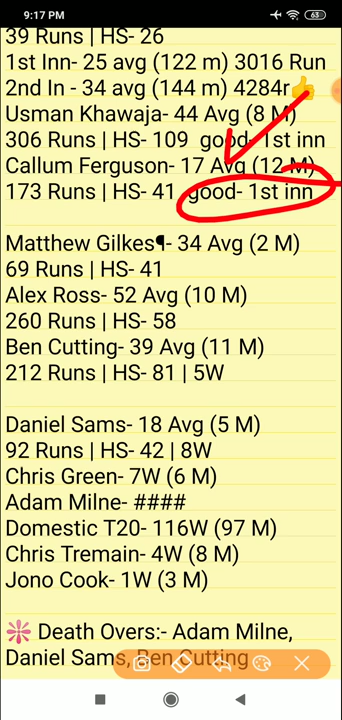 9:17 PM 63
39 Runs | HS- 26
1st Inn- 25 avg (122 m) 3016 Run
2nd In - 34 avg (144 m) 4284r👍
Usman Khawaja- 44 Avg (8 M)
306 Runs | HS- 109 good- 1st inn
Callum Ferguson- 17 Avg (12 M)
173 Runs | HS- 41 good- 1st inn
Matthew Gilkes¶- 34 Avg (2 M)
69 Runs | HS- 41
Alex Ross- 52 Avg (10 M)
260 Runs | HS- 58
Ben Cutting- 39 Avg (11 M)
212 Runs | HS- 81 | 5W
Daniel Sams- 18 Avg (5 M)
92 Runs | HS- 42 | 8W
Chris Green- 7W (6 M)
Adam Milne- ####
Domestic T20- 116W (97 M)
Chris Tremain- 4W (8 M)
Jono Cook- 1W (3 M)
❇ Death Overs:- Adam Milne,
Daniel Sams, Ben Cutting